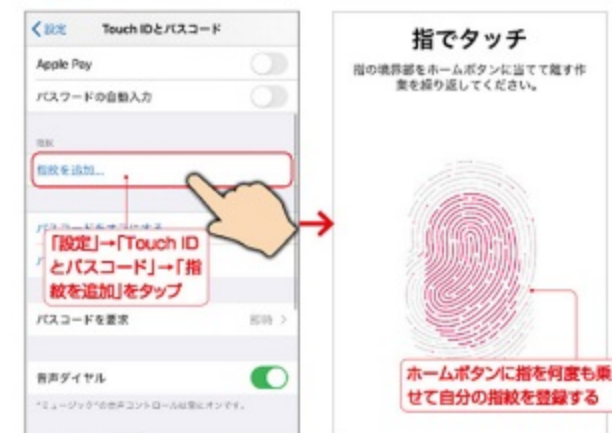 設定
Touch IDとパスコード
Apple Pay
パスワードの自動入力
指紋
指紋を追加...
「設定」→「Touch ID
とパスコード」→「指
紋を追加」をタップ
パスコードを要求
即時
音声ダイヤル
"ミュージック"の音声コントロールは常にオンです。
指でタッチ
指の境界部をホームボタンに当てて離す作
業を繰り返してください。
ホームボタンに指を何度も乗
せて自分の指紋を登録する